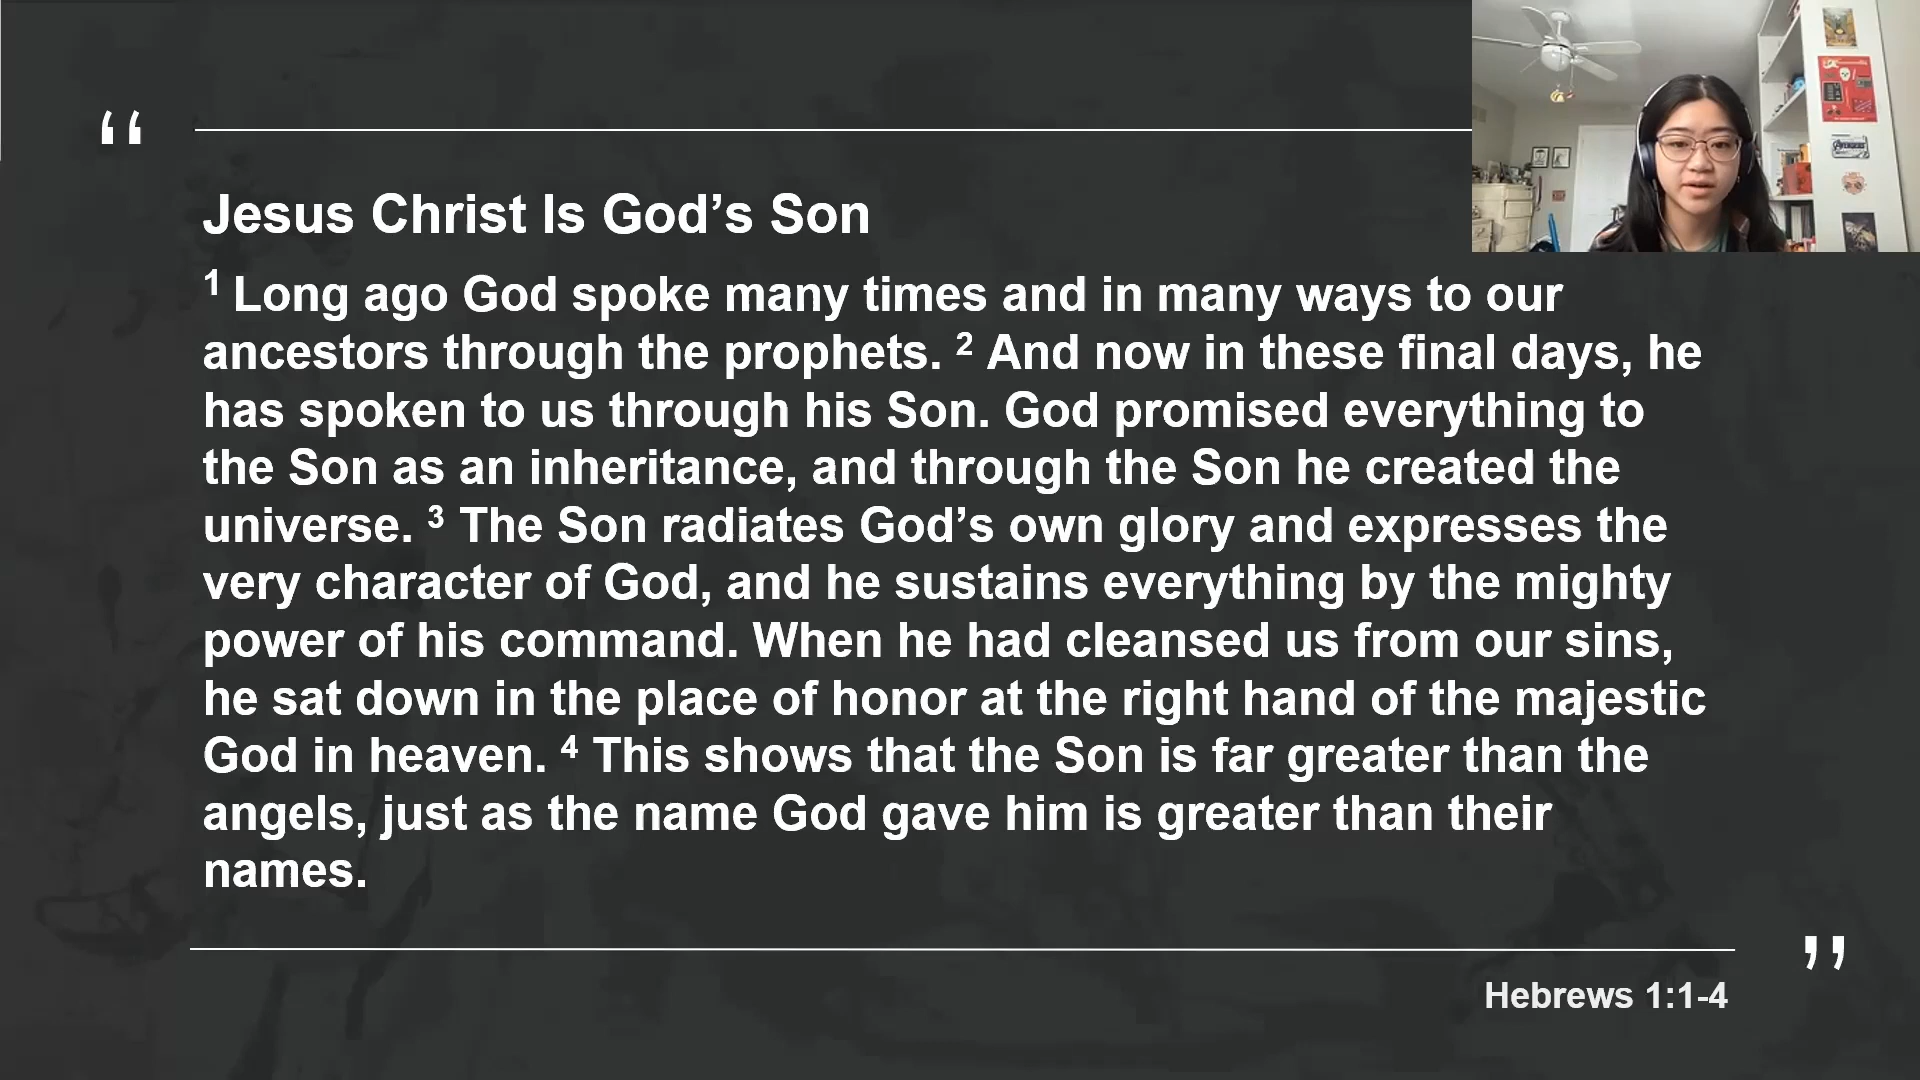 “
Jesus Christ Is God’s Son
1 Long ago God spoke many times and in many ways to our
ancestors through the prophets. 2 And now in these final days, he
has spoken to us through his Son. God promised everything to
the Son as an inheritance, and through the Son he created the
universe. 3 The Son radiates God’s own glory and expresses the
very character of God, and he sustains everything by the mighty
power of his command. When he had cleansed us from our sins,
he sat down in the place of honor at the right hand of the majestic
God in heaven. 4 This shows that the Son is far greater than the
angels, just as the name God gave him is greater than their
names.
”
Hebrews 1:1-4
AVENGERS